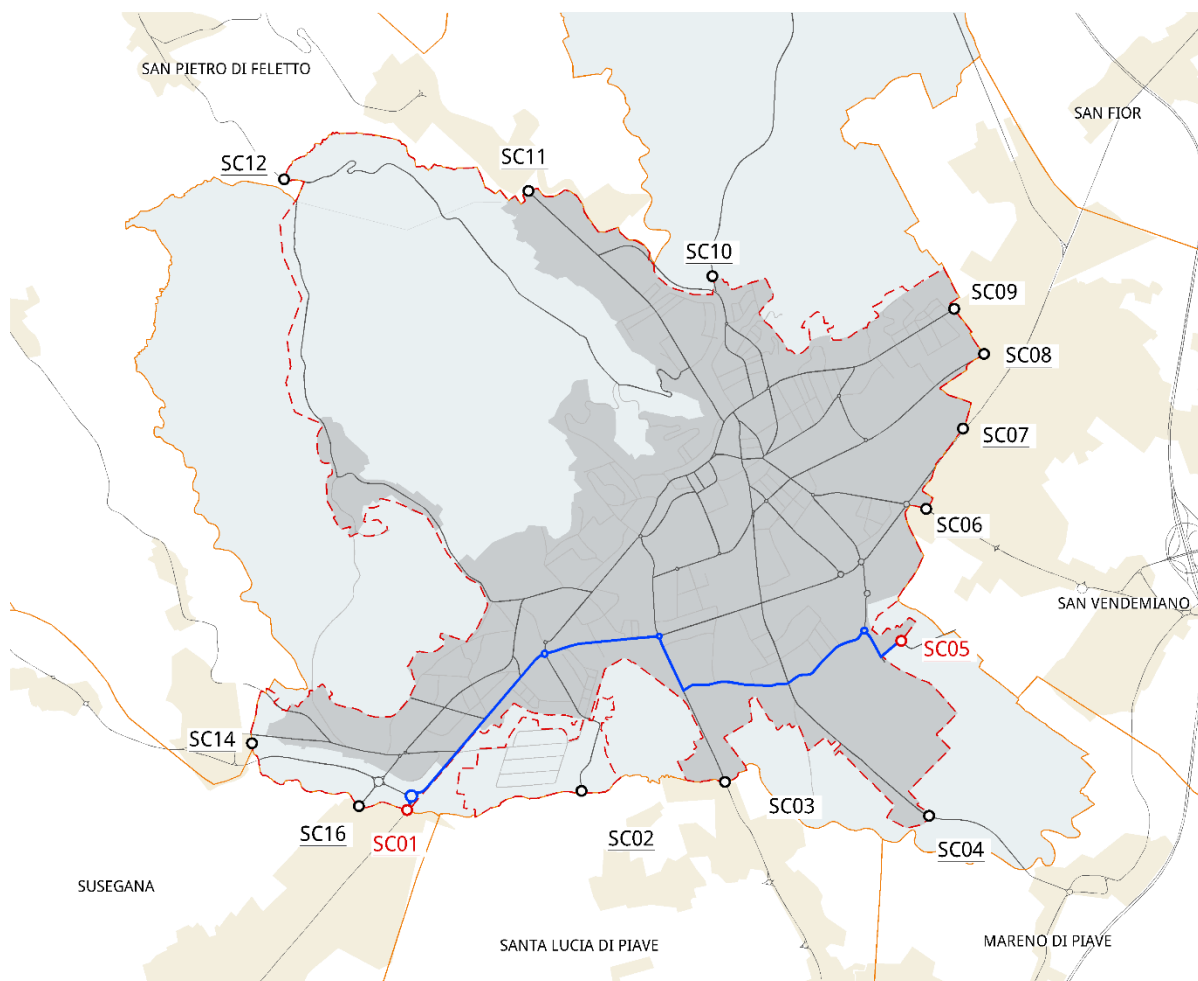 SAN PIETRO DI FELETTO
SAN FIOR
SC12
SC11
SC10
SC09
SC08
SC07
SC06
SAN VENDEMIANO
SC05
SC14
SC03
SC16
SC01
SC02
SC04
SUSEGANA
SANTA LUCIA DI PIAVE
MARENO DI PIAVE